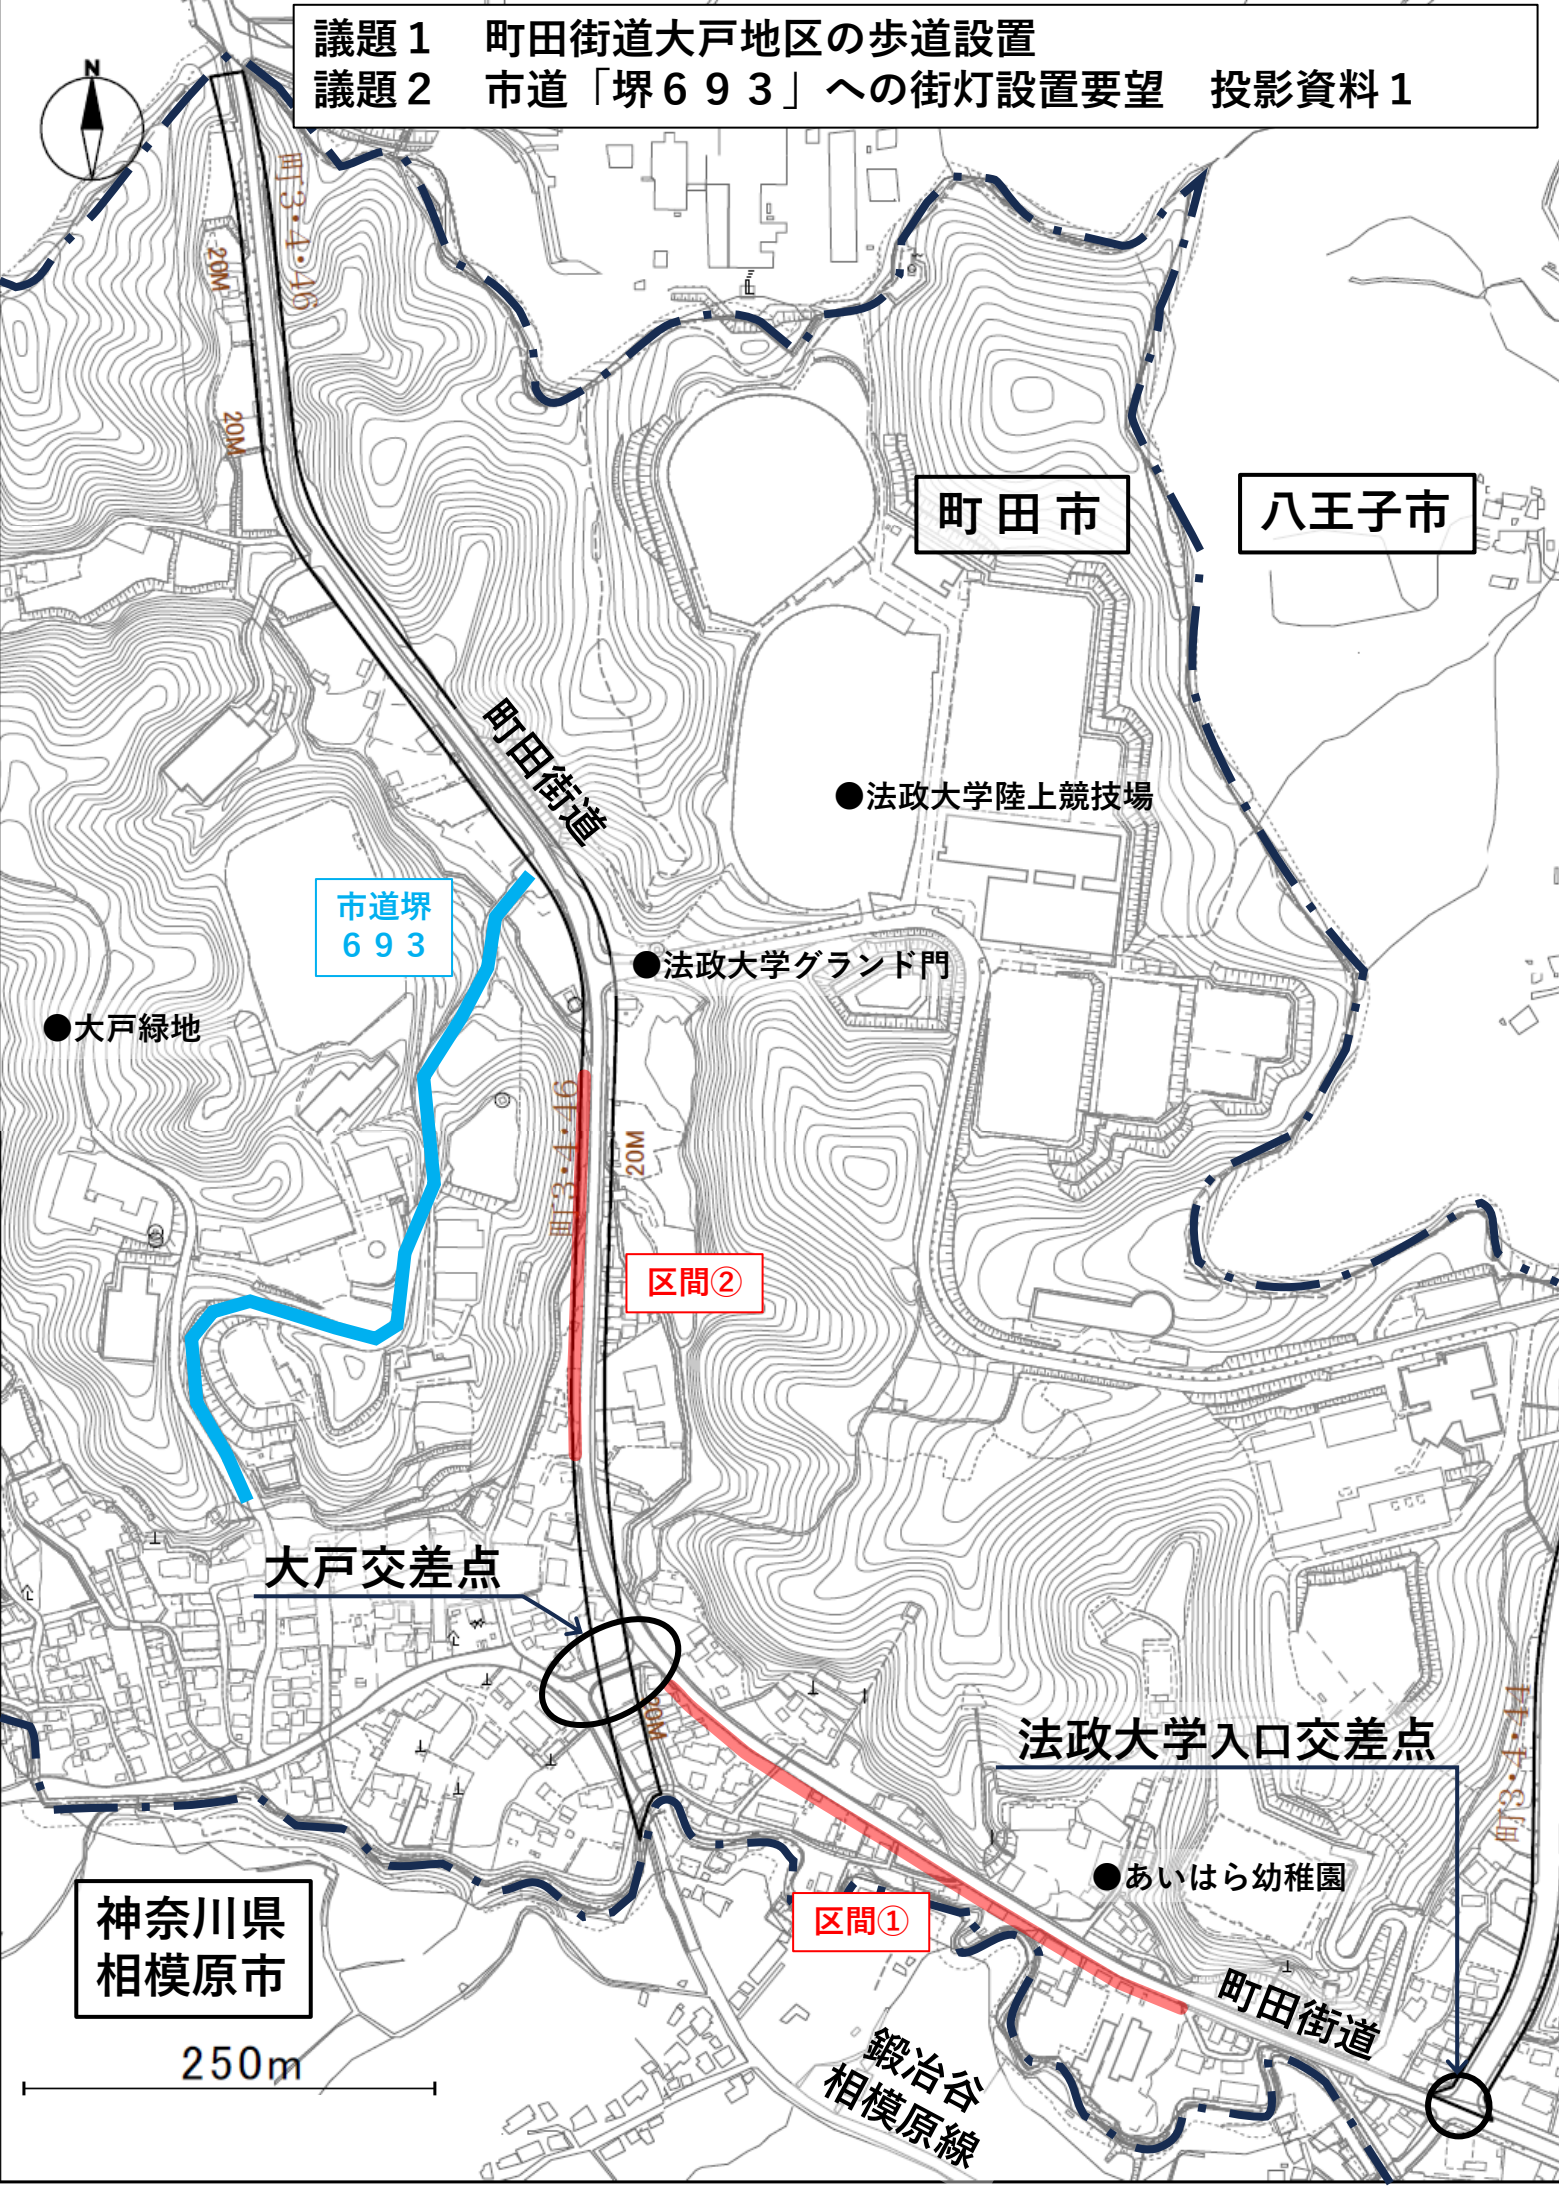 議題１　町田街道大戸地区の歩道設置
議題２　市道「堺６９３」への街灯設置要望　投影資料１
N
町3・4・46
20M
20M
町田市
八王子市
町田街道
●法政大学陸上競技場
市道堺
６９３
●法政大学グランド門
●大戸緑地
町3・4・46
20M
区間②
大戸交差点
20M
法政大学入口交差点
町3・4・44
●あいはら幼稚園
区間①
神奈川県
相模原市
町田街道
250m
鍛冶谷
相模原線